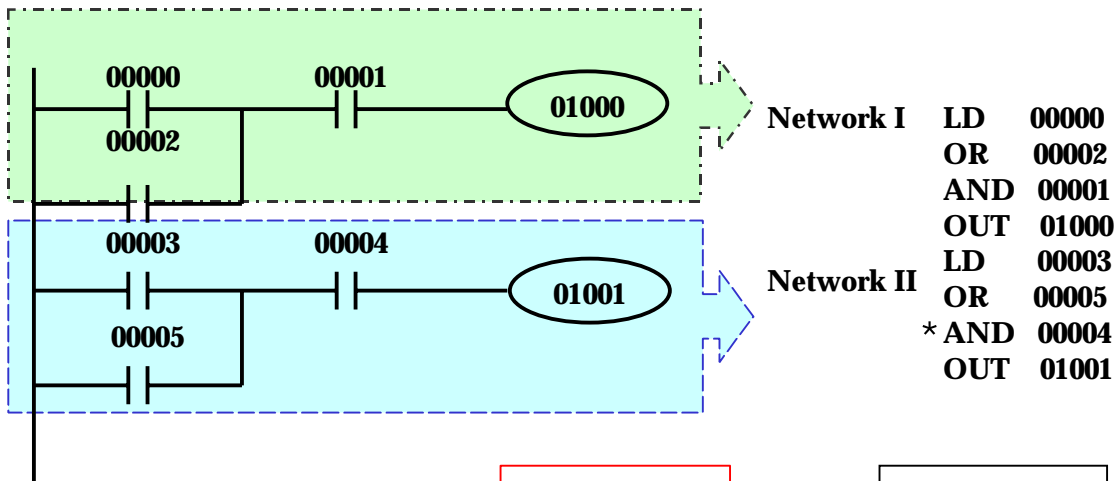 00000 00001
01000
00002
00003 00004
01001
00005
Network I LD 00000
OR 00002
AND 00001
OUT 01000
LD 00003
Network II
OR 00005
*AND 00004
OUT 01001